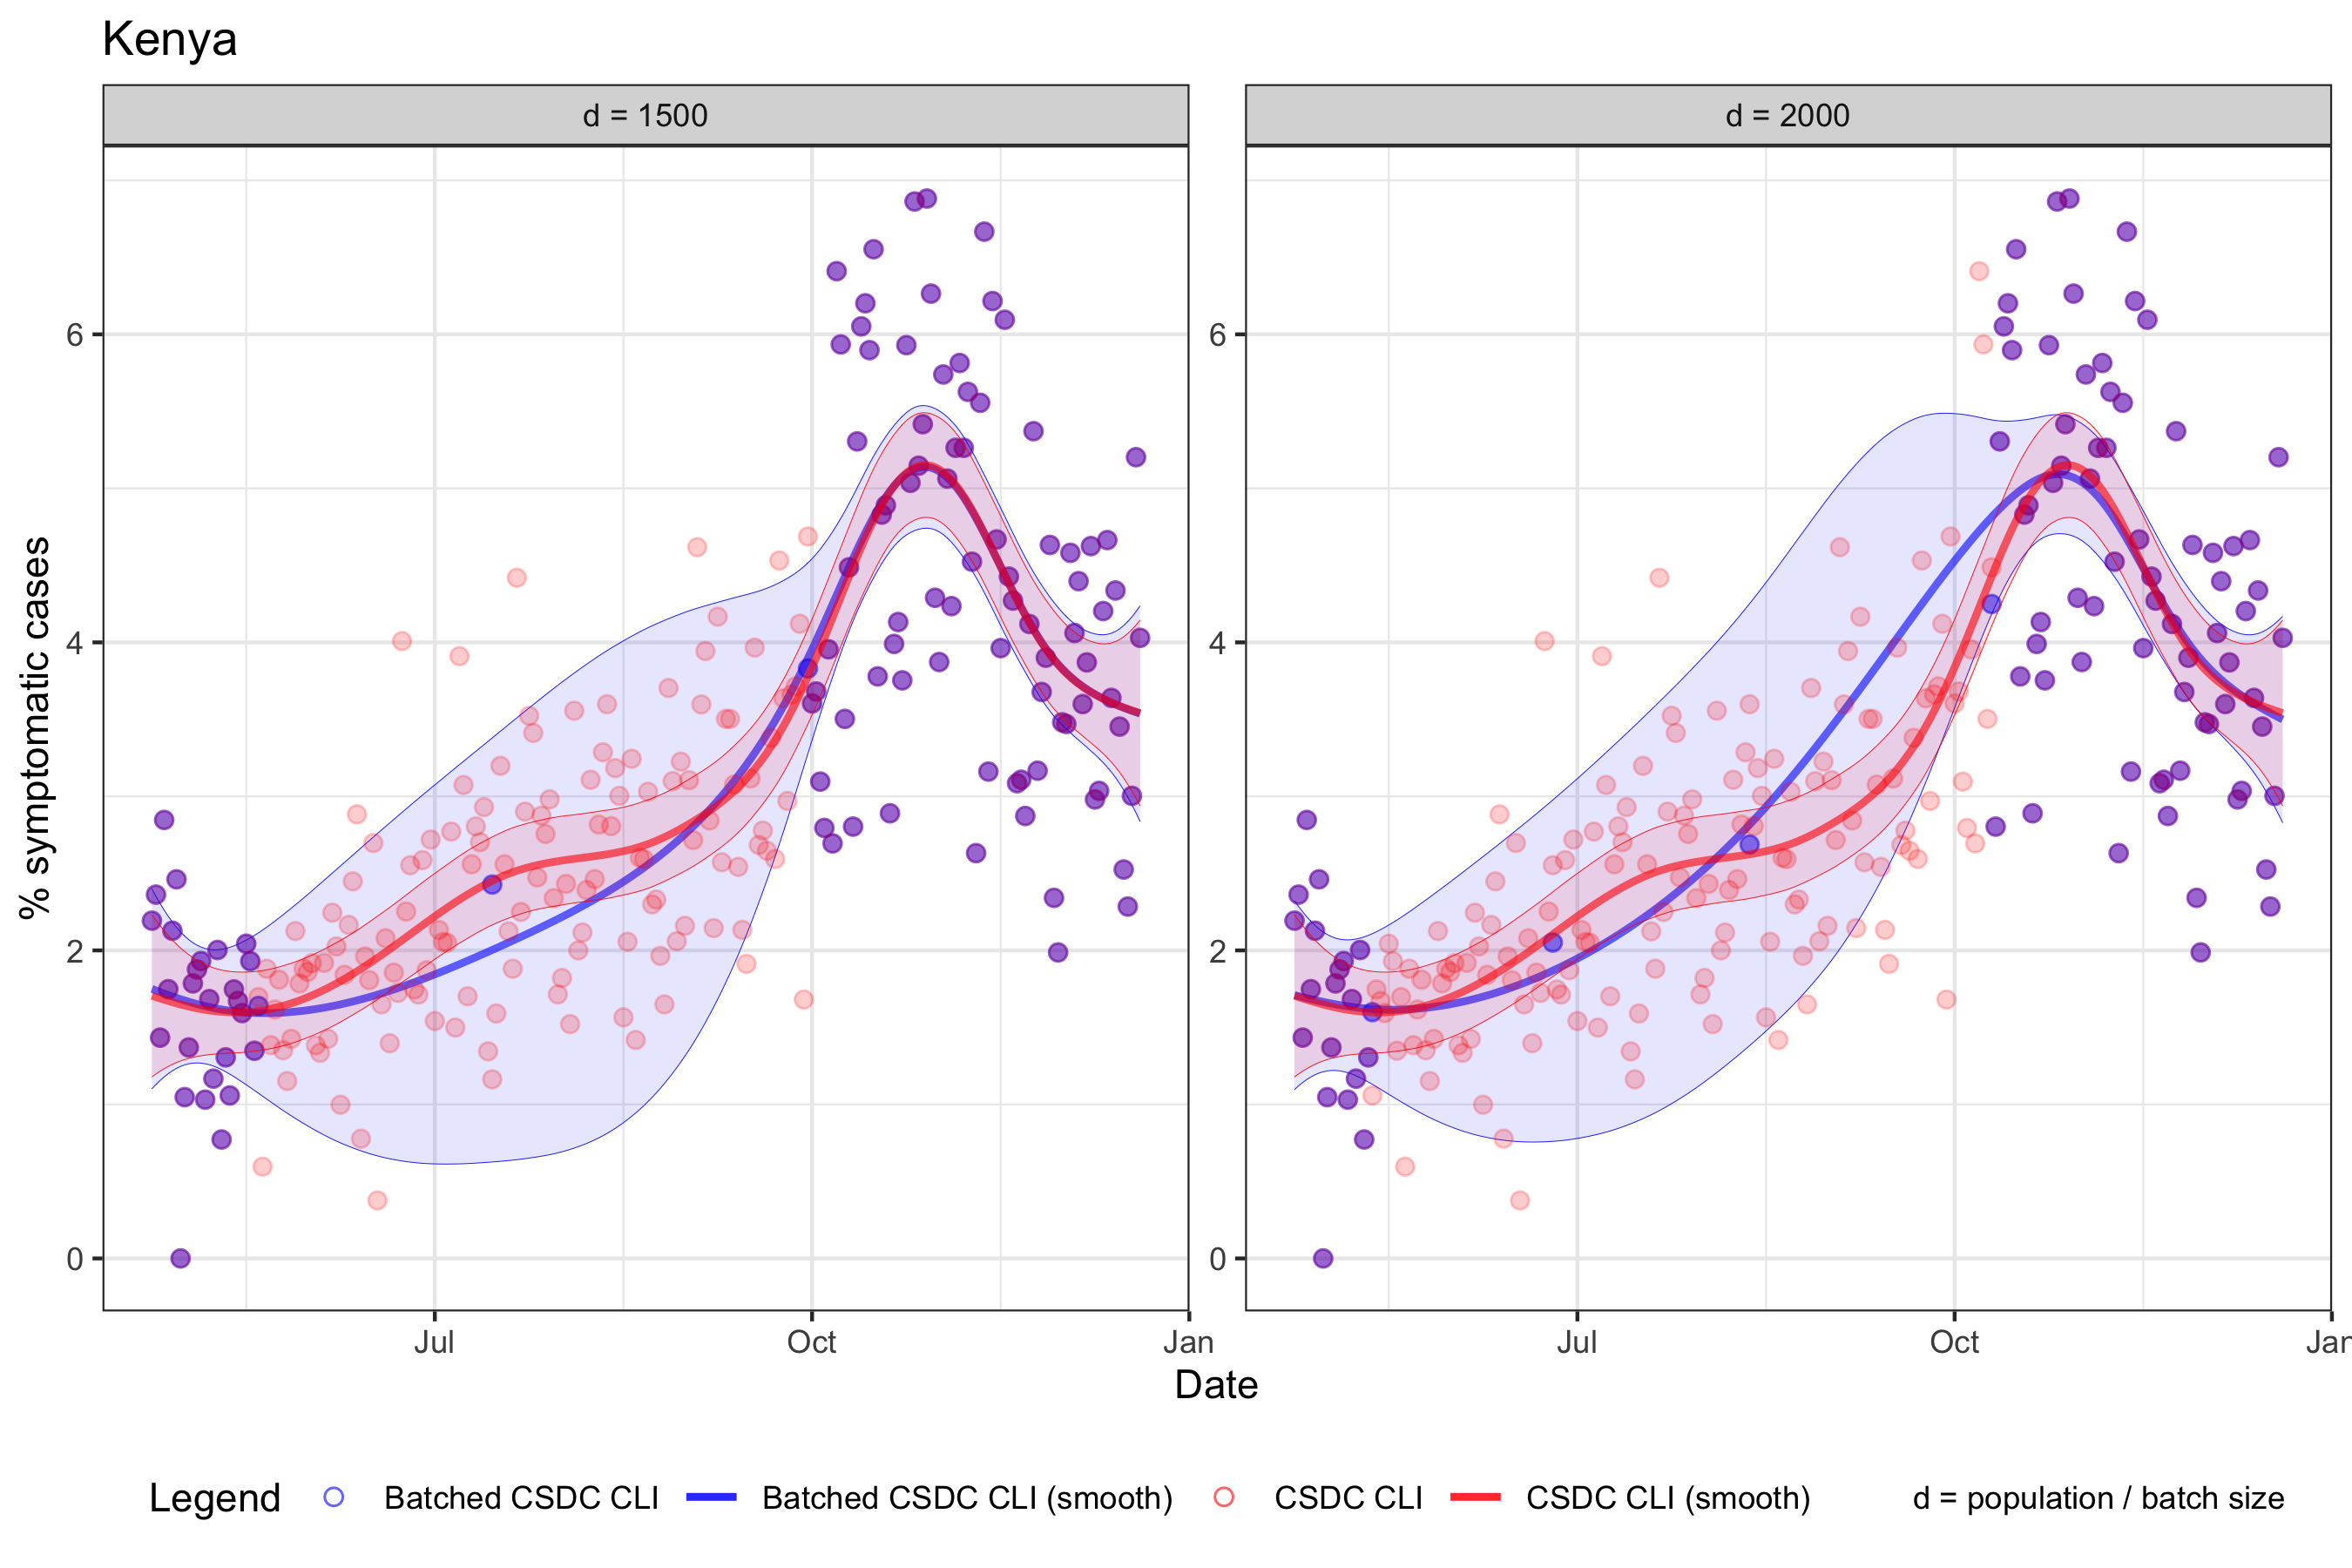 Kenya
d = 1500
d = 2000
% symptomatic cases
6
4
2
0
6
4
2
0
Jul
Oct
Jan
Jul
Oct
Jan
Date
Legend
Batched CSDC CLI
Batched CSDC CLI (smooth)
CSDC CLI
CSDC CLI (smooth)
d = population / batch size